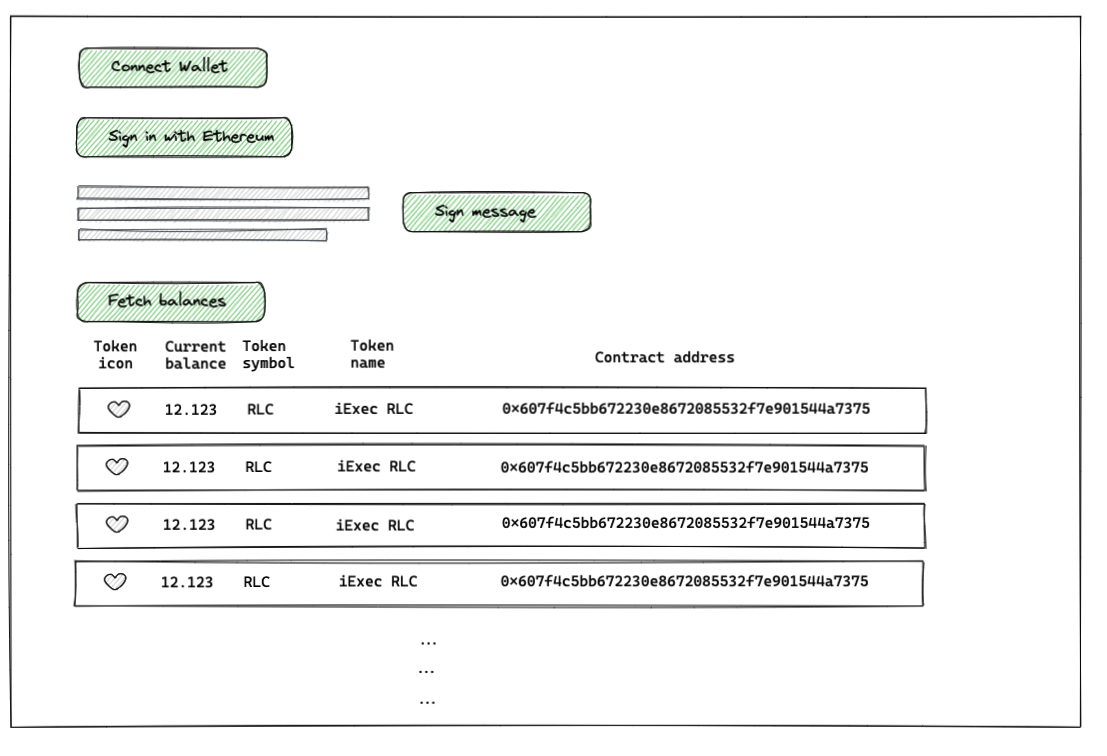 Connect Wallet
Sign in with Ethereum
Sign message
Fetch balances
Token icon Current balance Token symbol Token name Contract address
12.123 RLC iExec RLC 0x607f4c5bb672230e8672085532f7e901544a7375
12.123 RLC iExec RLC 0x607f4c5bb672230e8672085532f7e901544a7375
12.123 RLC iExec RLC 0x607f4c5bb672230e8672085532f7e901544a7375
12.123 RLC iExec RLC 0x607f4c5bb672230e8672085532f7e901544a7375
...
...
...